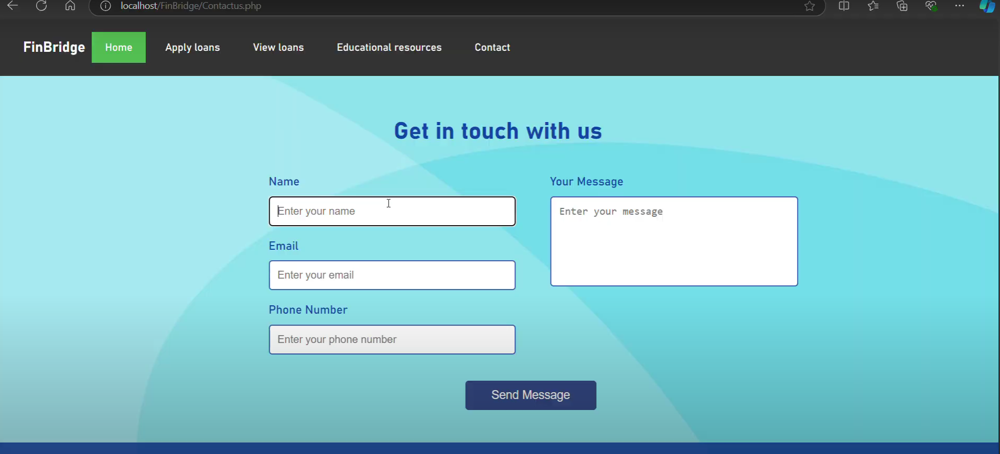 localhost/FinBridge/Contactus.php
FinBridge Home Apply loans View loans Educational resources Contact
Get in touch with us
Name
Enter your name
Email
Enter your email
Phone Number
Enter your phone number
Your Message
Enter your message
Send Message